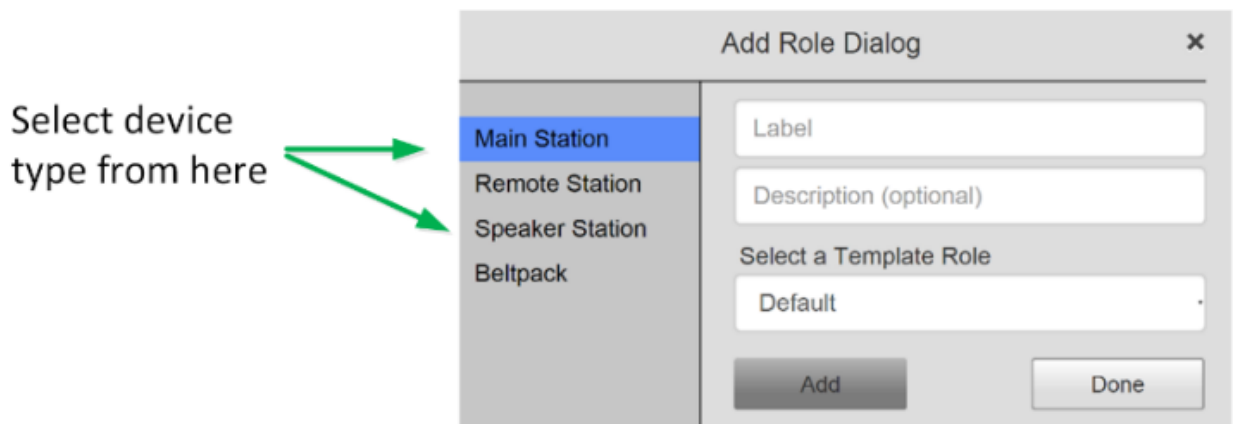 Add Role Dialog ×
Select device
type from here
Main Station
Remote Station
Speaker Station
Beltpack
Label
Description (optional)
Select a Template Role
Default
Add
Done